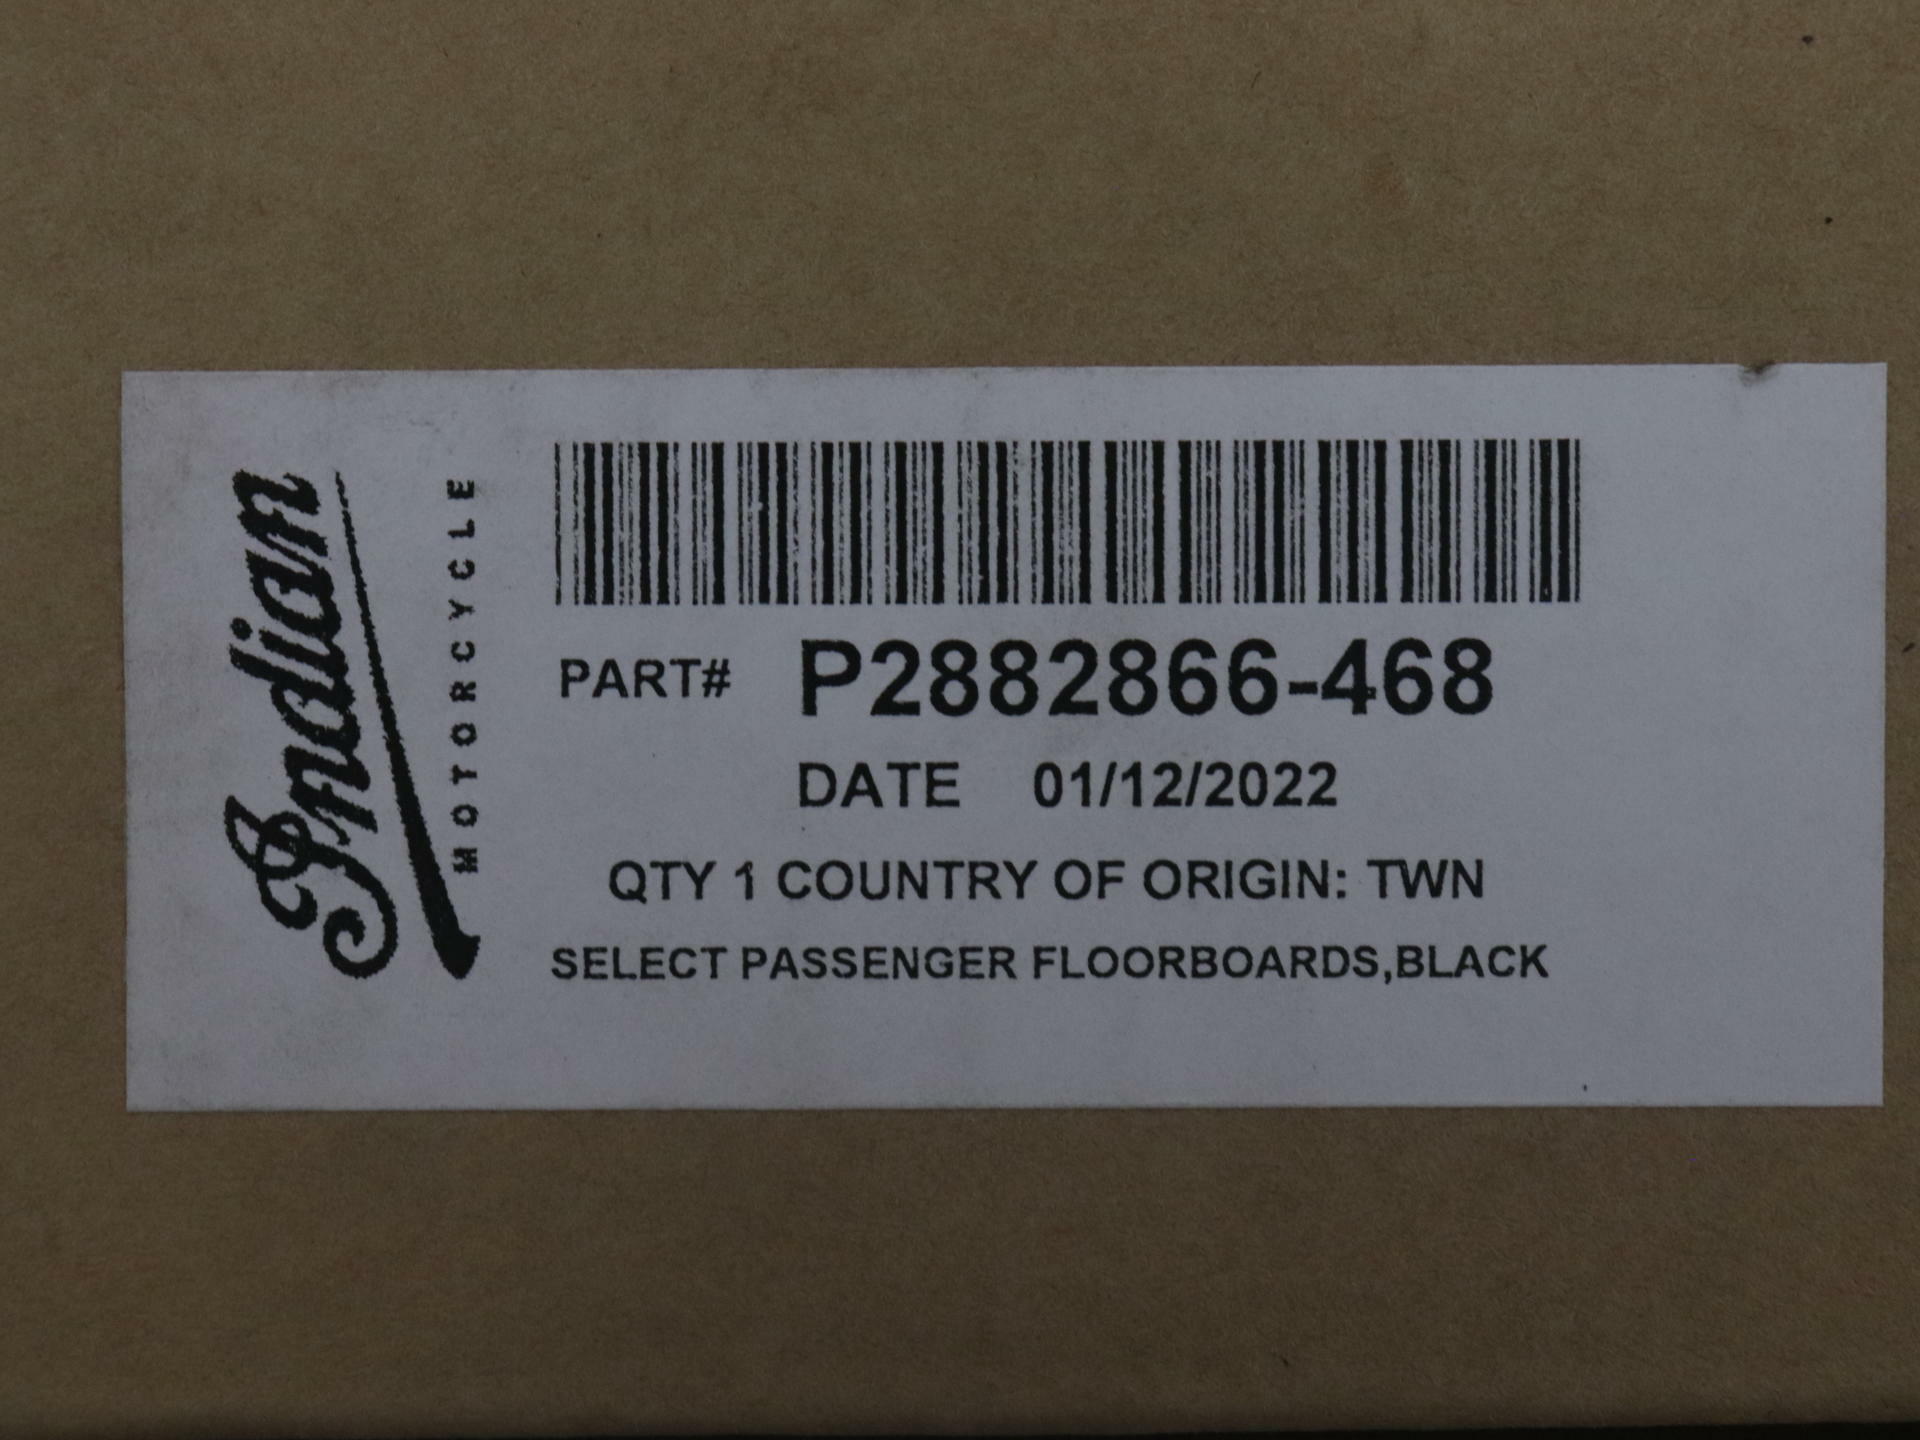 Indian
MOTORCYCLE
PART# P2882866-468
DATE 01/12/2022
QTY 1 COUNTRY OF ORIGIN: TWN
SELECT PASSENGER FLOORBOARDS,BLACK